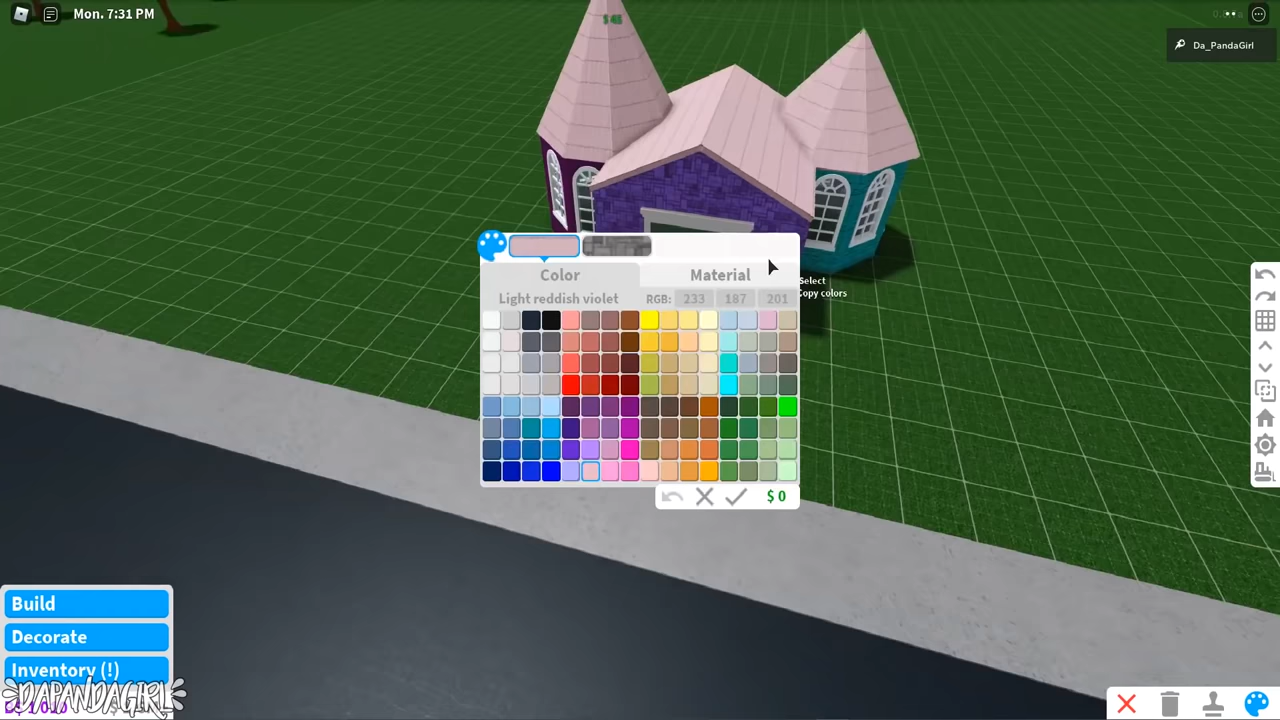 Mon. 7:31 PM
$
Da_PandaGirl
Select
Copy colors
Color
Material
Light reddish violet
RGB: 233 187 201
$ 0
Build
Decorate
Inventory (!)
DAPANDAGIRL